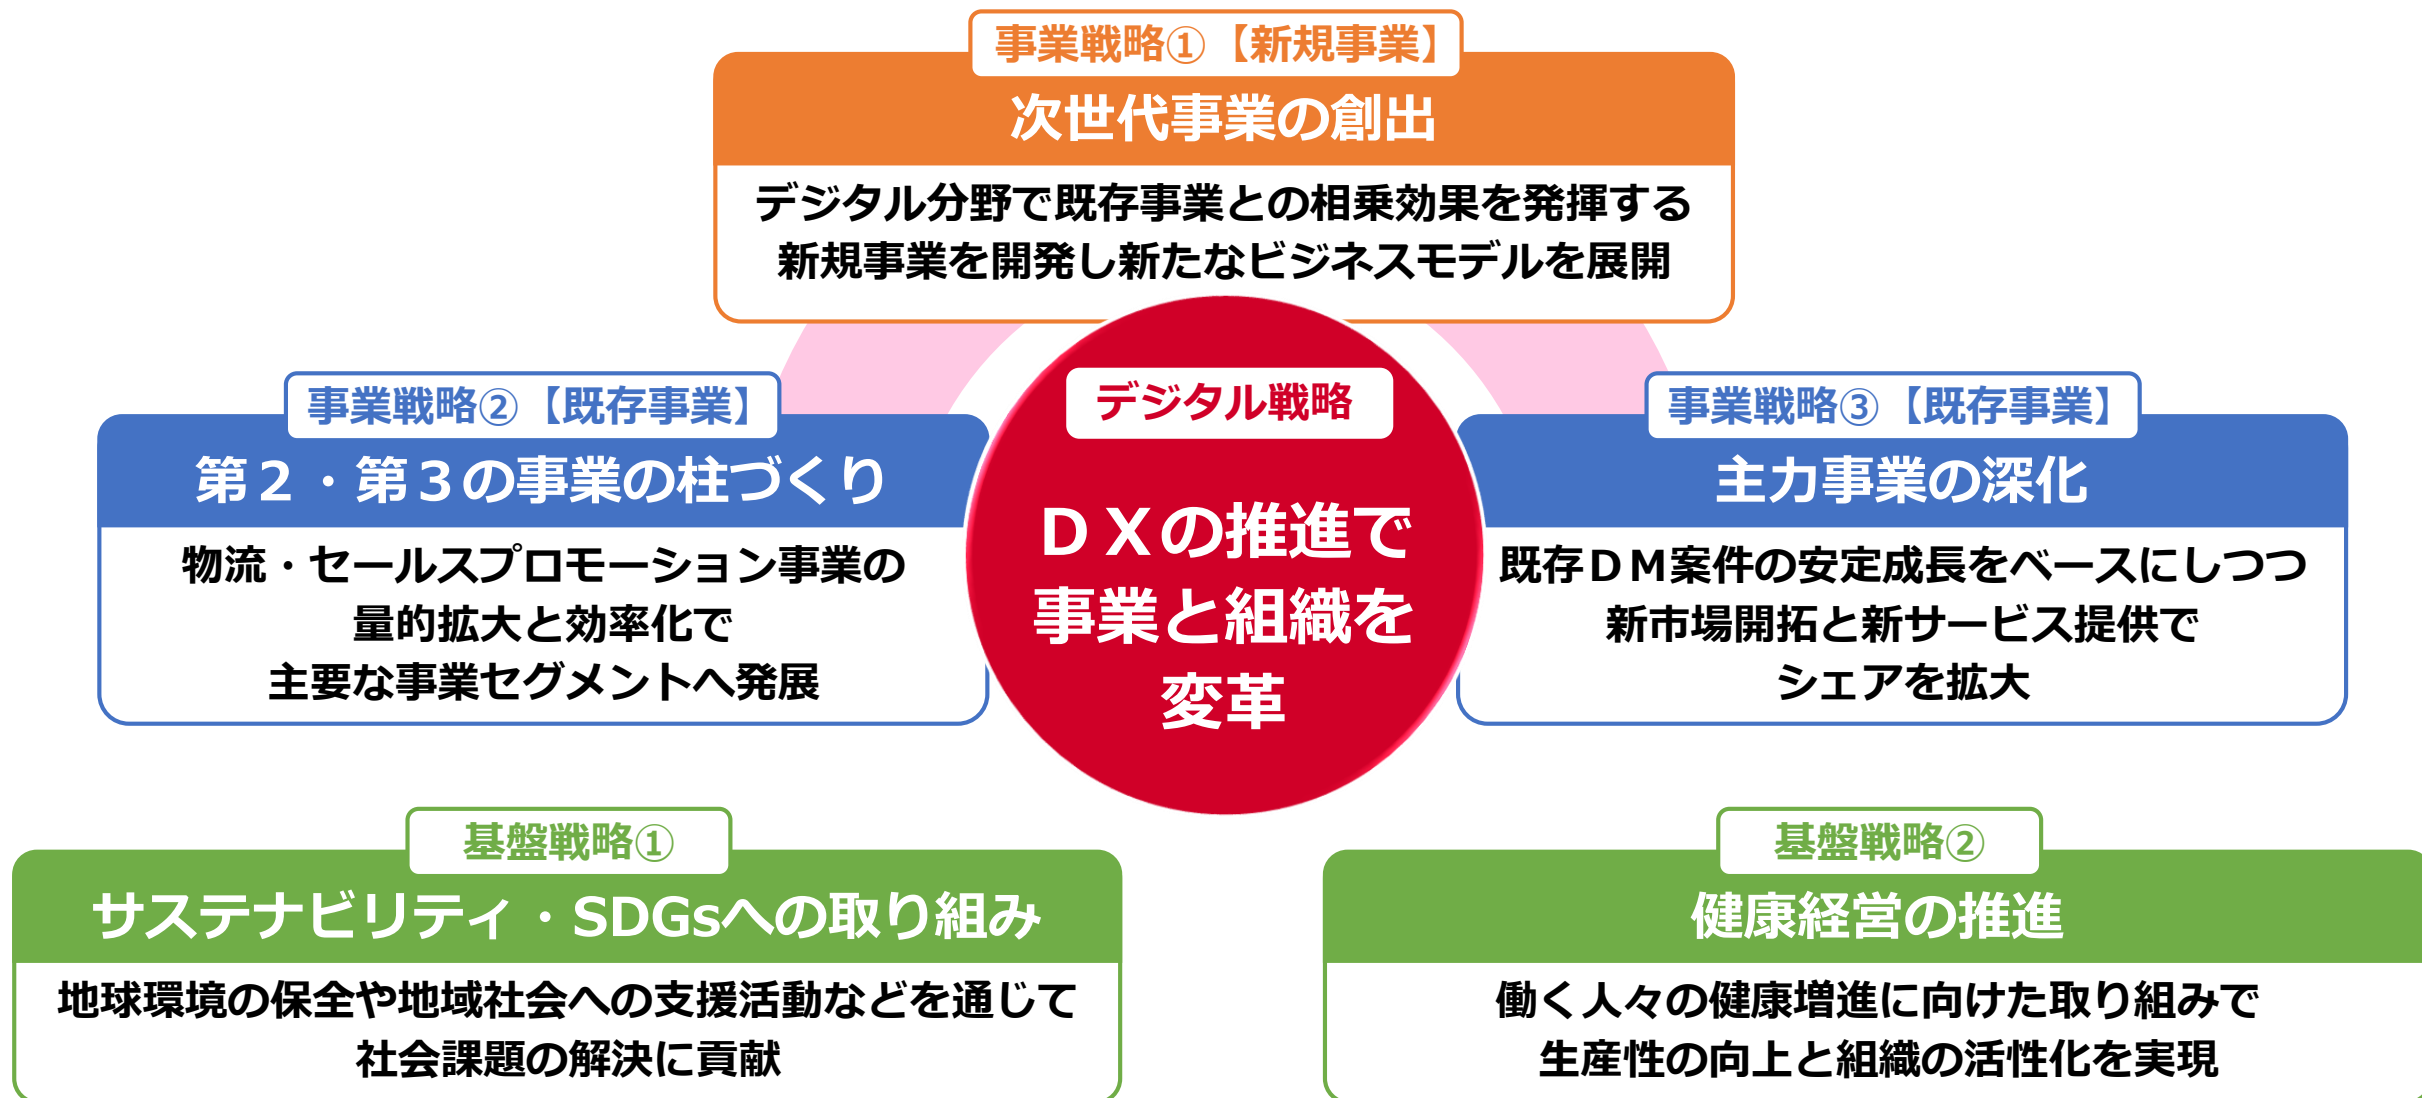 事業戦略①【新規事業】
次世代事業の創出
デジタル分野で既存事業との相乗効果を発揮する
新規事業を開発し新たなビジネスモデルを展開
事業戦略②【既存事業】
第２・第３の事業の柱づくり
物流・セールスプロモーション事業の
量的拡大と効率化で
主要な事業セグメントへ発展
デジタル戦略
ＤＸの推進で
事業と組織を
変革
事業戦略③【既存事業】
主力事業の深化
既存ＤＭ案件の安定成長をベースにしつつ
新市場開拓と新サービス提供で
シェアを拡大
基盤戦略①
サステナビリティ・SDGsへの取り組み
地球環境の保全や地域社会への支援活動などを通じて
社会課題の解決に貢献
基盤戦略②
健康経営の推進
働く人々の健康増進に向けた取り組みで
生産性の向上と組織の活性化を実現